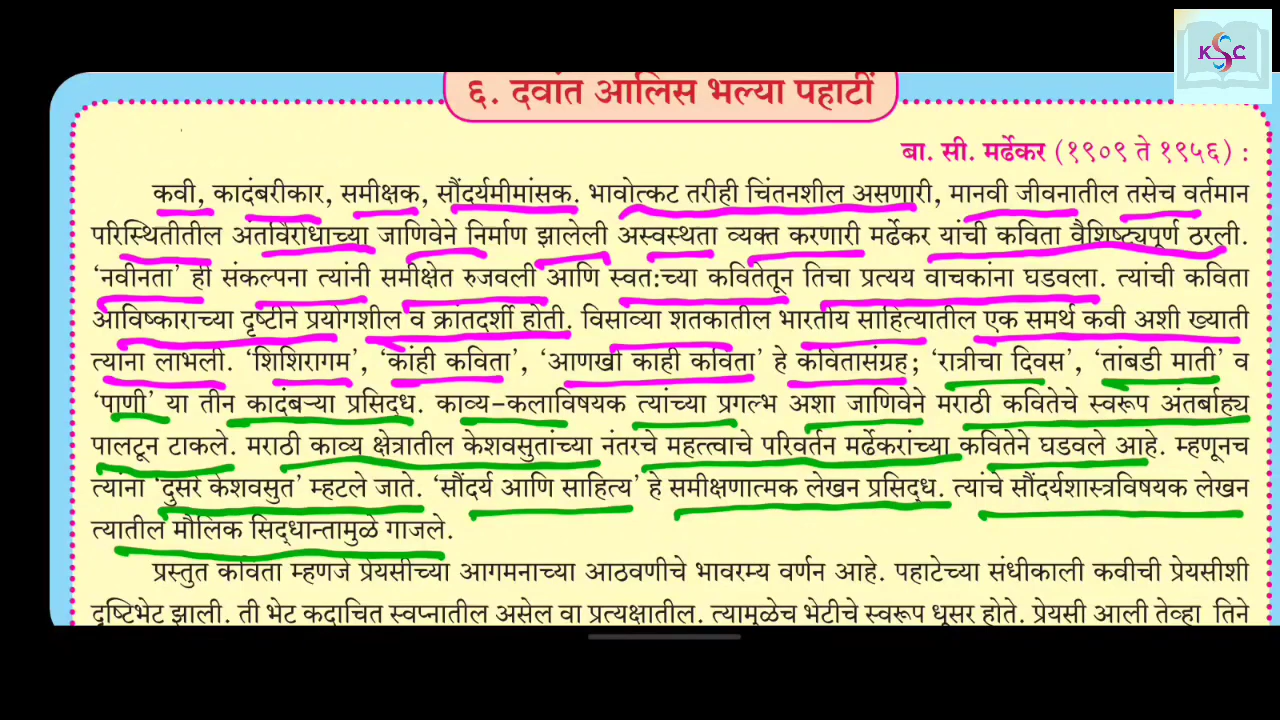 KSC
६. दवांत आलिस भल्या पहाटीं
बा. सी. मर्ढेकर (१९०९ ते १९५६) :
कवी, कादंबरीकार, समीक्षक, सौंदर्यमीमांसक. भावोत्कट तरीही चिंतनशील असणारी, मानवी जीवनातील तसेच वर्तमान
परिस्थितीतील अंतर्विरोधाच्या जाणिवेने निर्माण झालेली अस्वस्थता व्यक्त करणारी मर्ढेकर यांची कविता वैशिष्ट्यपूर्ण ठरली.
‘नवीनता’ ही संकल्पना त्यांनी समीक्षेत रुजवली आणि स्वत:च्या कवितेतून तिचा प्रत्यय वाचकांना घडवला. त्यांची कविता
आविष्काराच्या दृष्टीने प्रयोगशील व क्रांतदर्शी होती. विसाव्या शतकातील भारतीय साहित्यातील एक समर्थ कवी अशी ख्याती
त्यांना लाभली. ‘शिशिरागम’, ‘कांही कविता’, ‘आणखी काही कविता’ हे कवितासंग्रह; ‘रात्रीचा दिवस’, ‘तांबडी माती’ व
‘पाणी’ या तीन कादंबऱ्या प्रसिद्ध. काव्य-कलाविषयक त्यांच्या प्रगल्भ अशा जाणिवेने मराठी कवितेचे स्वरूप अंतर्बाह्य
पालटून टाकले. मराठी काव्य क्षेत्रातील केशवसुतांच्या नंतरचे महत्त्वाचे परिवर्तन मर्ढेकरांच्या कवितेने घडवले आहे. म्हणूनच
त्यांना ‘दुसरे केशवसुत’ म्हटले जाते. ‘सौंदर्य आणि साहित्य’ हे समीक्षणात्मक लेखन प्रसिद्ध. त्यांचे सौंदर्यशास्त्रविषयक लेखन
त्यातील मौलिक सिद्धान्तामुळे गाजले.
प्रस्तुत कविता म्हणजे प्रेयसीच्या आगमनाच्या आठवणीचे भावरम्य वर्णन आहे. पहाटेच्या संधीकाली कवीची प्रेयसीशी
दृष्टिभेट झाली. ती भेट कदाचित स्वप्नातील असेल वा प्रत्यक्षातील. त्यामुळेच भेटीचे स्वरूप धूसर होते. प्रेयसी आली तेव्हा तिने